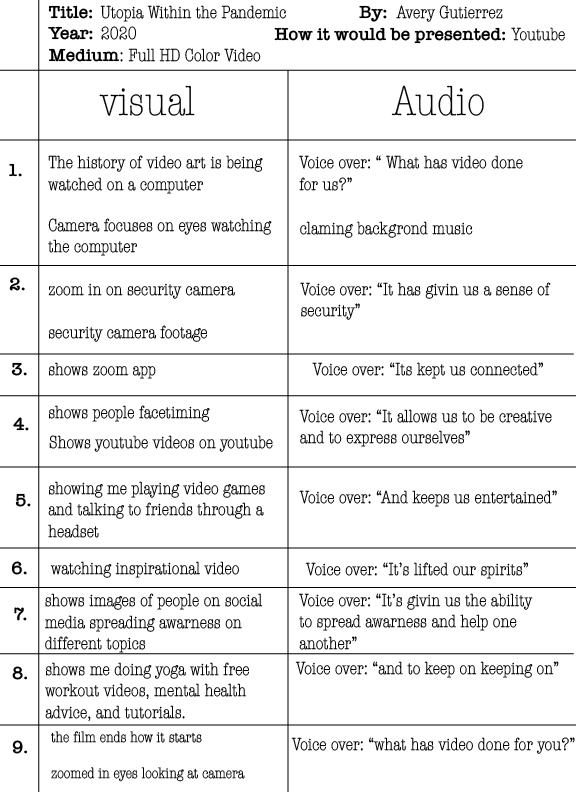 Title: Utopia Within the Pandemic By: Avery Gutierrez
Year: 2020 How it would be presented: Youtube
Medium: Full HD Color Video
visual Audio
1.
The history of video art is being
watched on a computer
Camera focuses on eyes watching
the computer
Voice over: “ What has video done
for us?”
claming backgrond music
2.
zoom in on security camera
security camera footage
Voice over: “It has givin us a sense of
security”
3.
shows zoom app
Voice over: “Its kept us connected”
4.
shows people facetiming
Shows youtube videos on youtube
Voice over: “It allows us to be creative
and to express ourselves”
5.
showing me playing video games
and talking to friends through a
headset
Voice over: “And keeps us entertained”
6.
watching inspirational video
Voice over: “It’s lifted our spirits”
7.
shows images of people on social
media spreading awarness on
different topics
Voice over: “It’s givin us the ability
to spread awarness and help one
another”
8.
shows me doing yoga with free
workout videos, mental health
advice, and tutorials.
Voice over: “and to keep on keeping on”
9.
the film ends how it starts
zoomed in eyes looking at camera
Voice over: “what has video done for you?”